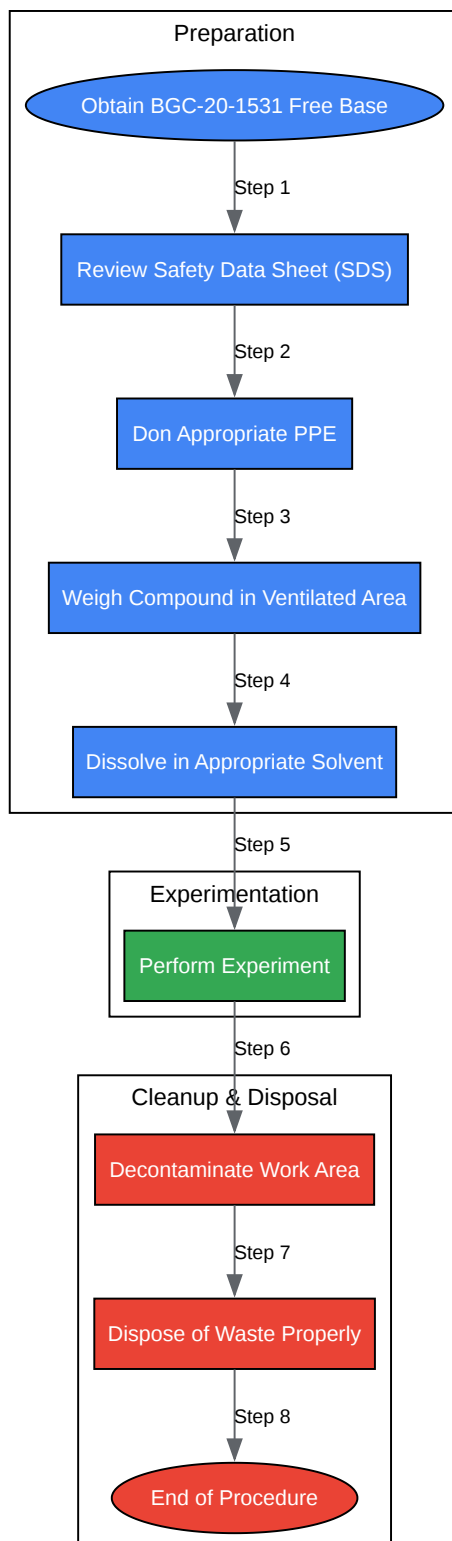 Preparation
Obtain BGC-20-1531 Free Base
Step 1
Review Safety Data Sheet (SDS)
Step 2
Don Appropriate PPE
Step 3
Weigh Compound in Ventilated Area
Step 4
Dissolve in Appropriate Solvent
Step 5
Experimentation
Perform Experiment
Step 6
Cleanup & Disposal
Decontaminate Work Area
Step 7
Dispose of Waste Properly
Step 8
End of Procedure